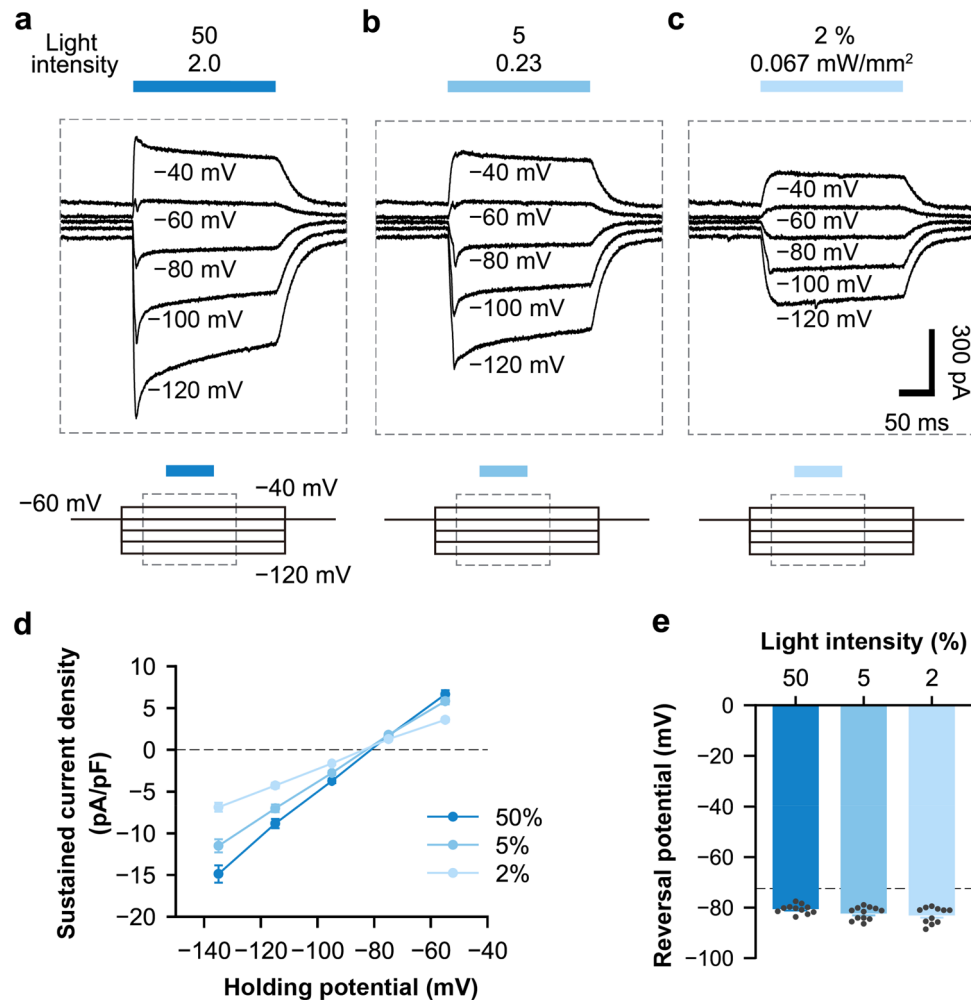 a
Light intensity
50
2.0
b
5
0.23
c
2 %
0.067 mW/mm²
−40 mV
−60 mV
−80 mV
−100 mV
−120 mV
−40 mV
−60 mV
−80 mV
−100 mV
−120 mV
−40 mV
−60 mV
−80 mV
−100 mV
−120 mV
300 pA
50 ms
−60 mV
−40 mV
−120 mV
d
Sustained current density
(pA/pF)
10
5
0
−5
−10
−15
−20
50%
5%
2%
−140
−120
−100
−80
−60
−40
Holding potential (mV)
e
Light intensity (%)
50
5
2
Reversal potential (mV)
0
−20
−40
−60
−80
−100